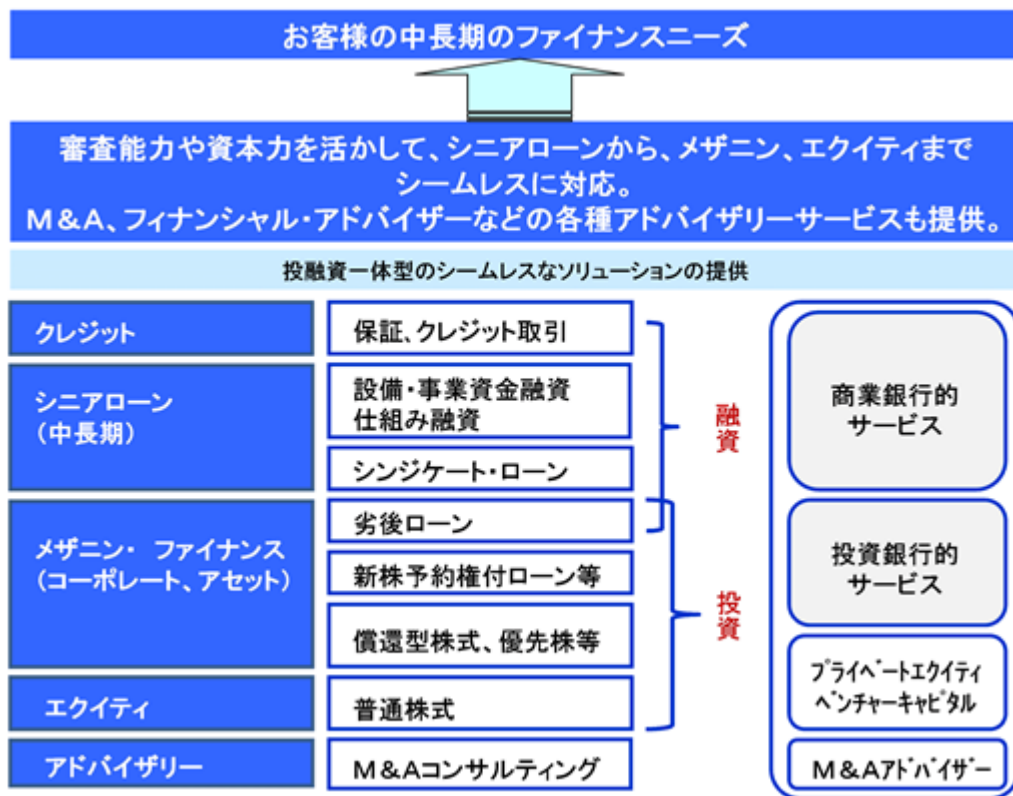 お客様の中長期のファイナンスニーズ
審査能力や資本力を活かして、シニアローンから、メザニン、エクイティまで
シームレスに対応。
M&A、フィナンシャル・アドバイザーなどの各種アドバイザリーサービスも提供。
投融資一体型のシームレスなソリューションの提供
クレジット
保証、クレジット取引
シニアローン
(中長期)
設備・事業資金融資
仕組み融資
シンジケート・ローン
メザニン・ ファイナンス
(コーポレート、アセット)
劣後ローン
新株予約権付ローン等
償還型株式、優先株等
エクイティ
普通株式
アドバイザリー
M&Aコンサルティング
融資
投資
商業銀行的
サービス
投資銀行的
サービス
プライベートエクイティ
ベンチャーキャピタル
M&Aアドバイザー